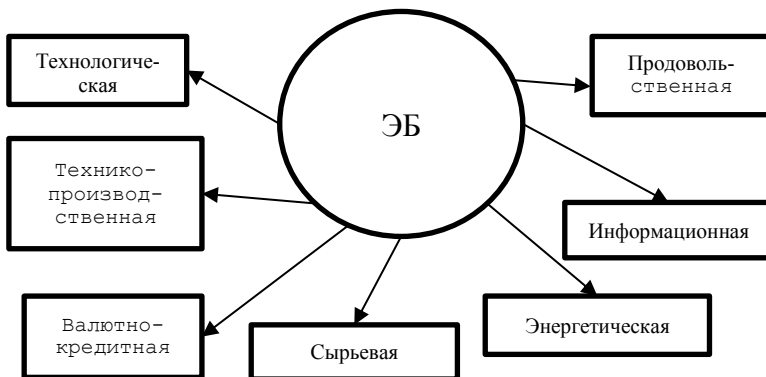 Технологиче-
ская
ЭБ
Продоволь-
ственная
Технико-
производ-
ственная
Информационная
Валютно-
кредитная
Сырьевая
Энергетическая